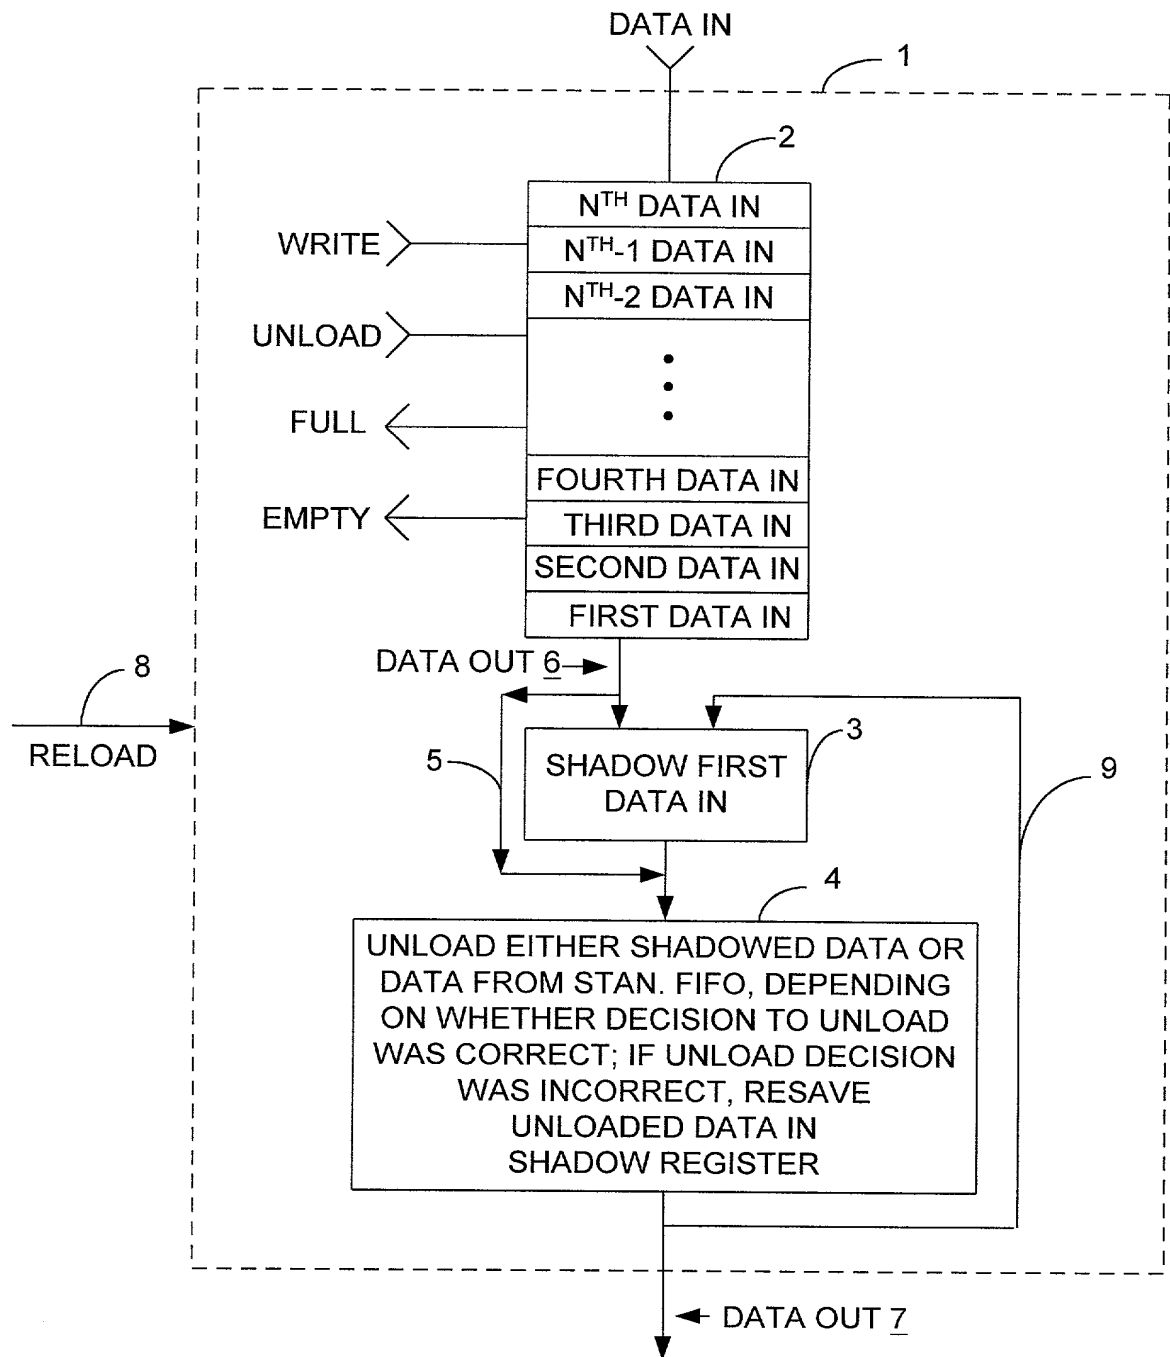 DATA IN
1
2
N^TH DATA IN
WRITE
N^TH-1 DATA IN
N^TH-2 DATA IN
UNLOAD
FULL
FOURTH DATA IN
EMPTY
THIRD DATA IN
SECOND DATA IN
FIRST DATA IN
DATA OUT 6
8
RELOAD
3
SHADOW FIRST
DATA IN
5
9
4
UNLOAD EITHER SHADOWED DATA OR
DATA FROM STAN. FIFO, DEPENDING
ON WHETHER DECISION TO UNLOAD
WAS CORRECT; IF UNLOAD DECISION
WAS INCORRECT, RESAVE
UNLOADED DATA IN
SHADOW REGISTER
DATA OUT 7